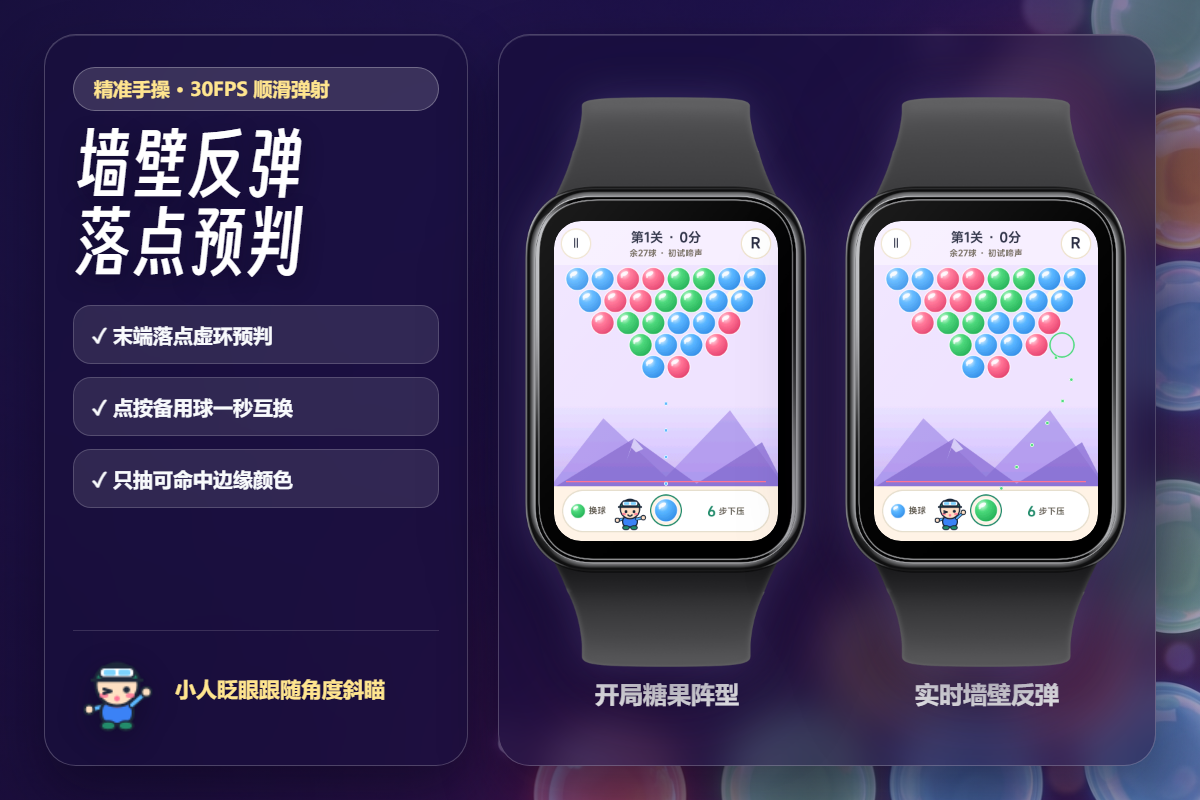 精准手操 • 30FPS 顺滑弹射
墙壁反弹
落点预判
✓ 末端落点虚环预判
✓ 点按备用球一秒互换
✓ 只抽可命中边缘颜色
小人眨眼跟随角度斜瞄
第1关 · 0分
R
余27球 · 初试啼声
换球
6 步下压
开局糖果阵型
第1关 · 0分
R
余27球 · 初试啼声
换球
6 步下压
实时墙壁反弹